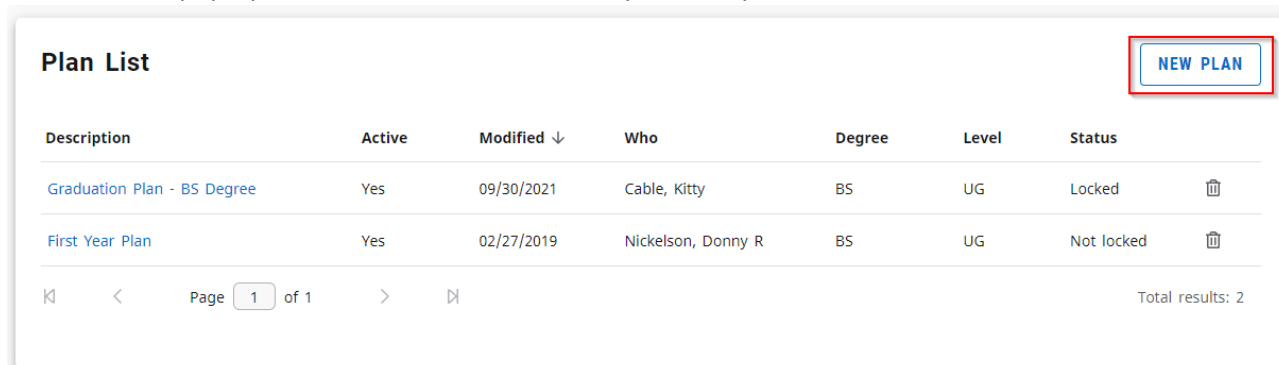 Plan List
NEW PLAN
Description Active Modified ↓ Who Degree Level Status
Graduation Plan - BS Degree Yes 09/30/2021 Cable, Kitty BS UG Locked
First Year Plan Yes 02/27/2019 Nickelson, Donny R BS UG Not locked
Page 1 of 1 Total results: 2